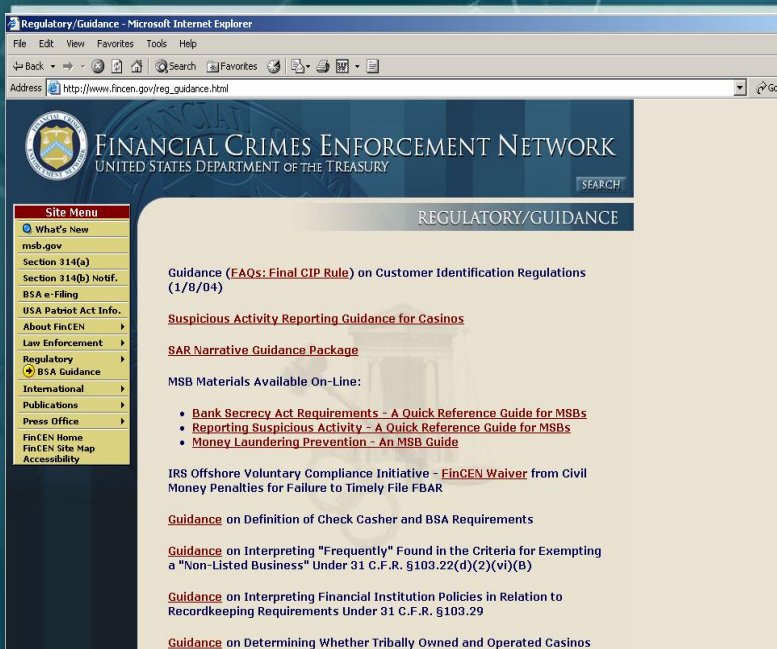 Regulatory/Guidance - Microsoft Internet Explorer
File Edit View Favorites Tools Help
Back Search Favorites
Address http://www.fincen.gov/reg_guidance.html Go
FINANCIAL CRIMES ENFORCEMENT NETWORK
UNITED STATES DEPARTMENT OF THE TREASURY
SEARCH
REGULATORY/GUIDANCE
Site Menu
What's New
msb.gov
Section 314(a)
Section 314(b) Notif.
BSA e-Filing
USA Patriot Act Info.
About FinCEN
Law Enforcement
Regulatory
BSA Guidance
International
Publications
Press Office
FinCEN Home
FinCEN Site Map
Accessibility
Guidance (FAQs: Final CIP Rule) on Customer Identification Regulations
(1/8/04)
Suspicious Activity Reporting Guidance for Casinos
SAR Narrative Guidance Package
MSB Materials Available On-Line:
• Bank Secrecy Act Requirements - A Quick Reference Guide for MSBs
• Reporting Suspicious Activity - A Quick Reference Guide for MSBs
• Money Laundering Prevention - An MSB Guide
IRS Offshore Voluntary Compliance Initiative - FinCEN Waiver from Civil
Money Penalties for Failure to Timely File FBAR
Guidance on Definition of Check Casher and BSA Requirements
Guidance on Interpreting "Frequently" Found in the Criteria for Exempting
a "Non-Listed Business" Under 31 C.F.R. §103.22(d)(2)(vi)(B)
Guidance on Interpreting Financial Institution Policies in Relation to
Recordkeeping Requirements Under 31 C.F.R. §103.29
Guidance on Determining Whether Tribally Owned and Operated Casinos